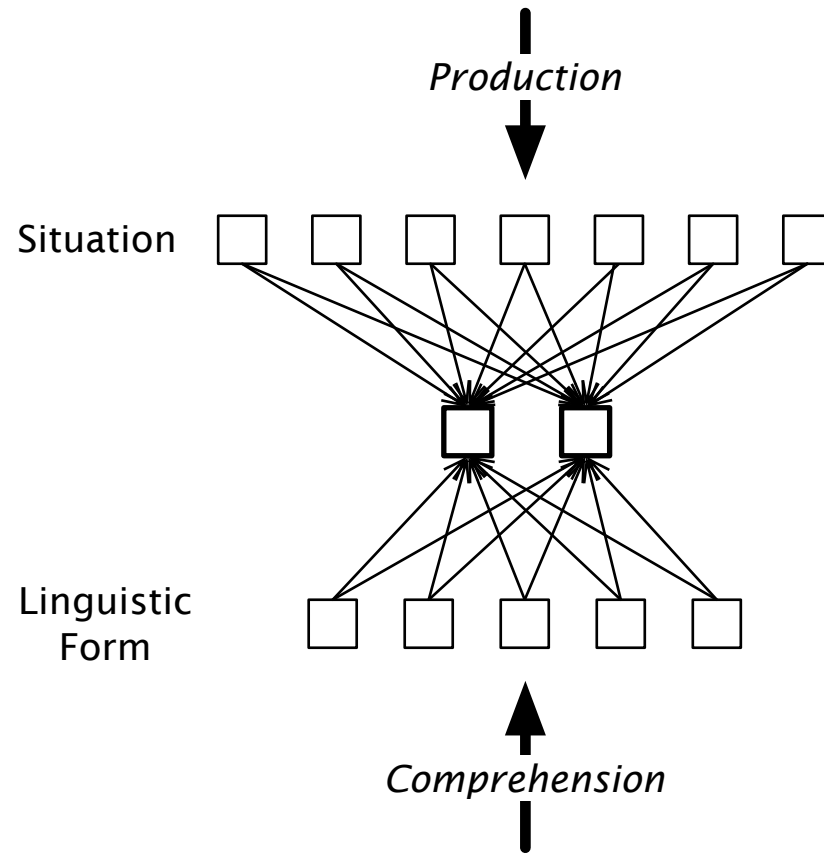 Production
Situation
Linguistic
Form
Comprehension